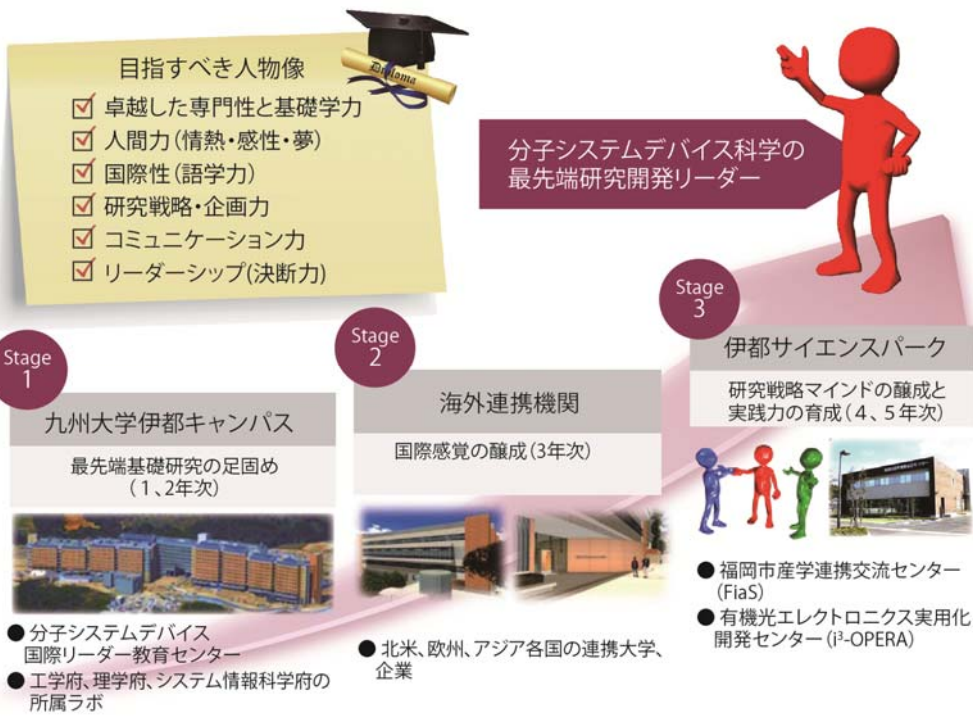 目指すべき人物像
卓越した専門性と基礎学力
人間力(情熱・感性・夢)
国際性(語学力)
研究戦略・企画力
コミュニケーション力
リーダーシップ(決断力)
Diploma
分子システムデバイス科学の
最先端研究開発リーダー
Stage
1
九州大学伊都キャンパス
最先端基礎研究の足固め
(1、2年次)
● 分子システムデバイス
国際リーダー教育センター
● 工学府、理学府、システム情報科学府の
所属ラボ
Stage
2
海外連携機関
国際感覚の醸成(3年次)
● 北米、欧州、アジア各国の連携大学、
企業
Stage
3
伊都サイエンスパーク
研究戦略マインドの醸成と
実践力の育成(4、5年次)
● 福岡市産学連携交流センター
(FiaS)
● 有機光エレクトロニクス実用化
開発センター(i³-OPERA)